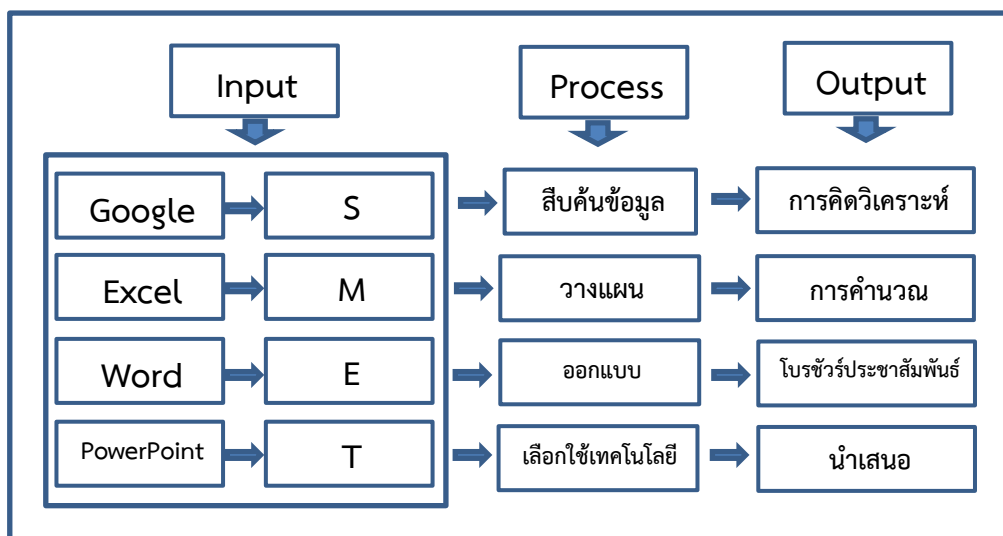 Input
Process
Output
Google
S
สืบค้นข้อมูล
การคิดวิเคราะห์
Excel
M
วางแผน
การคำนวณ
Word
E
ออกแบบ
โบรชัวร์ประชาสัมพันธ์
PowerPoint
T
เลือกใช้เทคโนโลยี
นำเสนอ